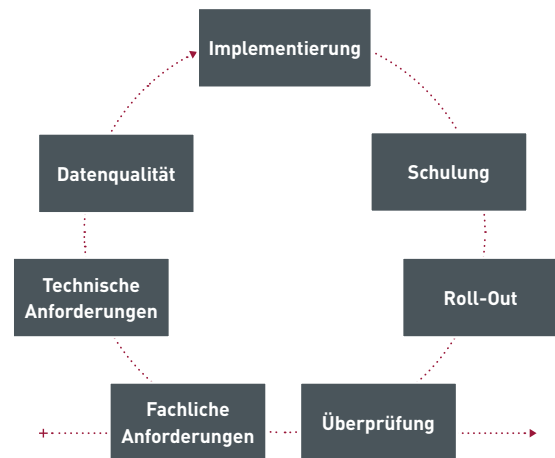 Implementierung
Datenqualität
Schulung
Technische
Anforderungen
Roll-Out
Fachliche
Anforderungen
Überprüfung